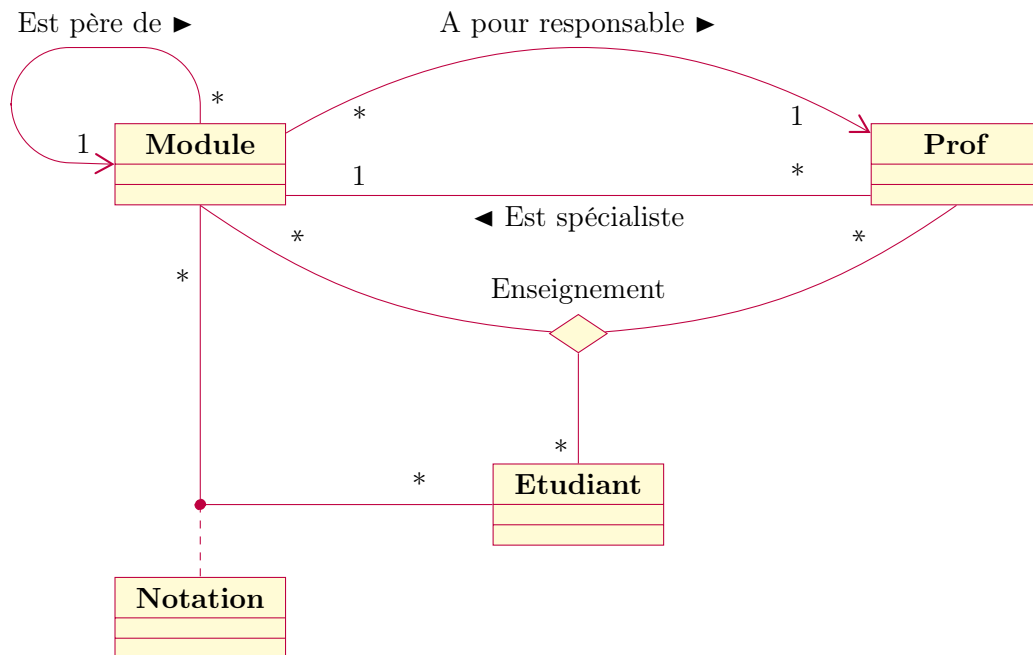 Est père de ►
A pour responsable ►
*
*
1
1
Module
Prof
1
*
◄ Est spécialiste
*
*
*
Enseignement
*
*
Etudiant
Notation